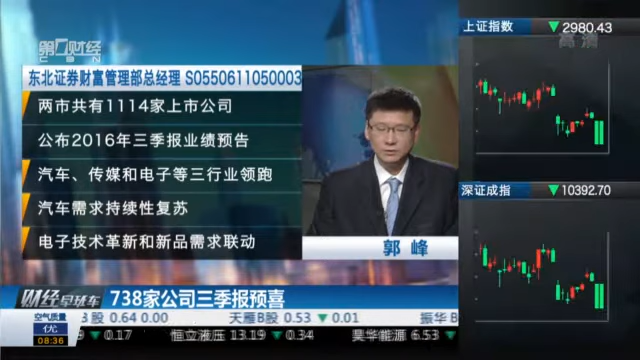 第一财经
CBN
上证指数 ▼2980.43
高清
东北证券财富管理部总经理 S0550611050003
两市共有1114家上市公司
公布2016年三季报业绩预告
汽车、传媒和电子等三行业领跑
汽车需求持续性复苏
电子技术革新和新品需求联动
郭峰
深证成指 ▼10392.70
财经早班车
738家公司三季报预喜
空气质量
优
08:36
股 0.64 0.00 天雁B股 0.53 ▼0.01 振华B
▼0.17 恒立液压 13.19 ▼0.34 昊华能源 6.53